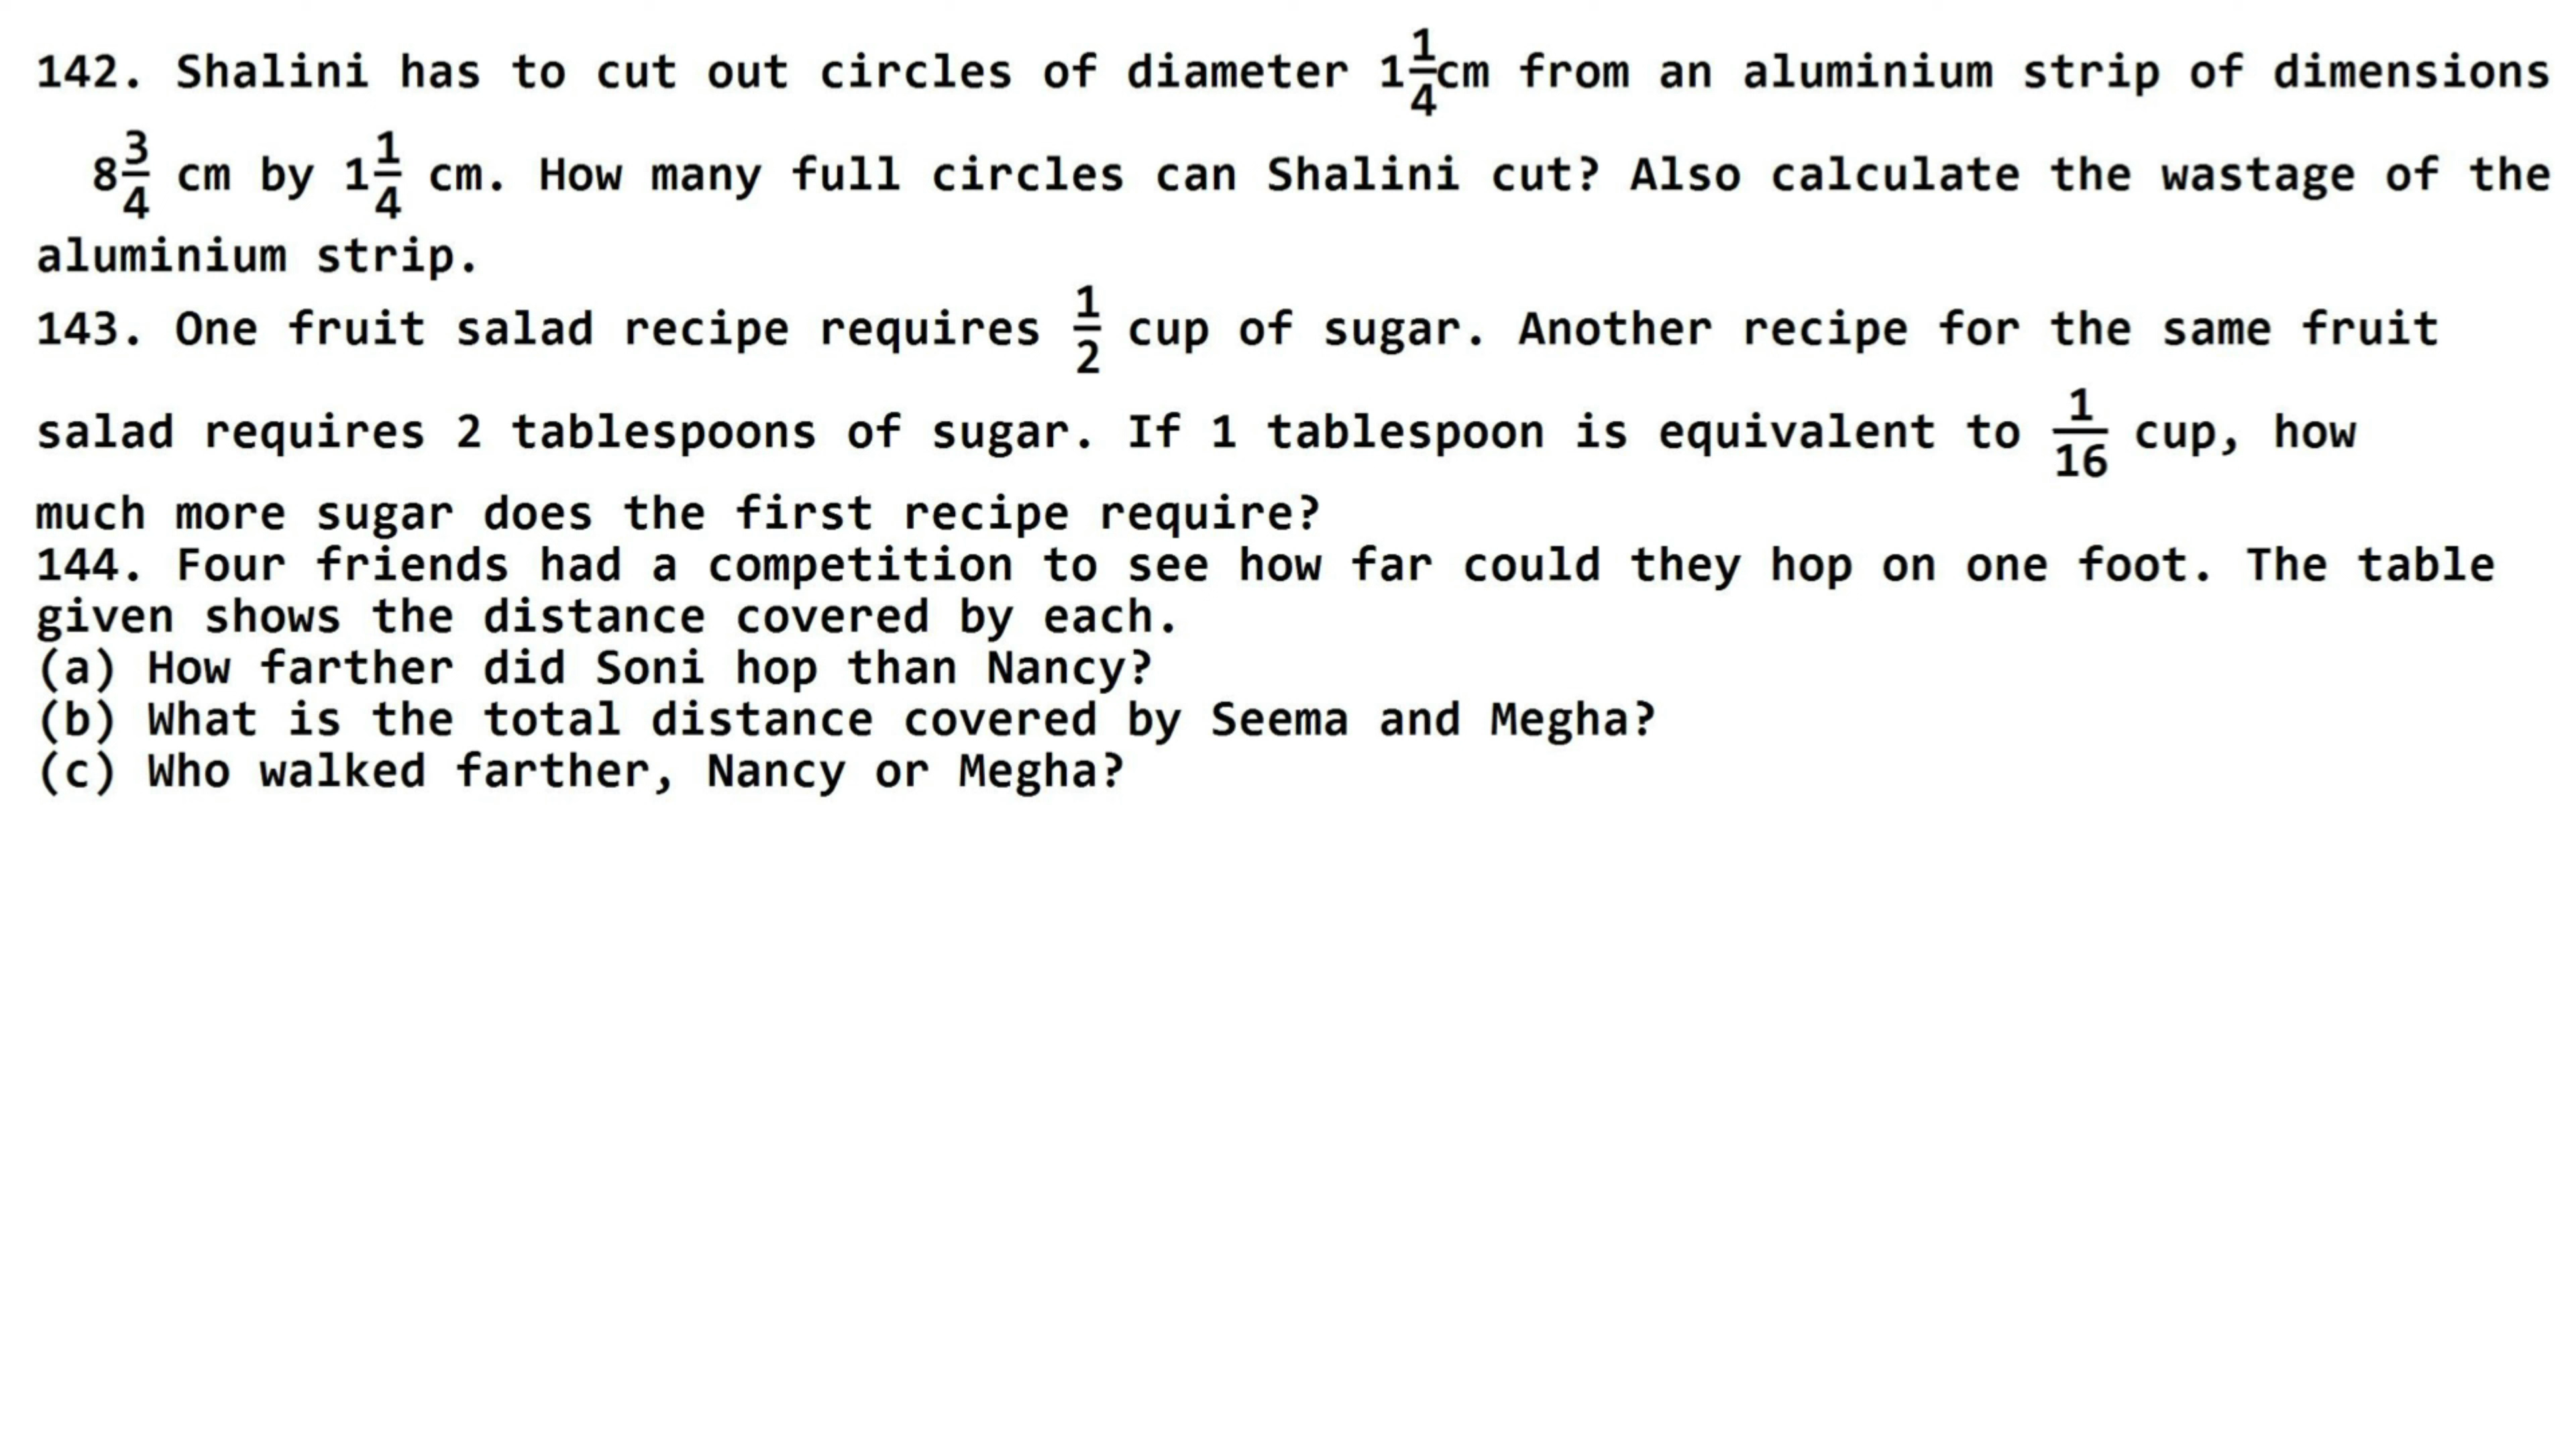 142. Shalini has to cut out circles of diameter 1 1/4cm from an aluminium strip of dimensions
8 3/4 cm by 1 1/4 cm. How many full circles can Shalini cut? Also calculate the wastage of the
aluminium strip.
143. One fruit salad recipe requires 1/2 cup of sugar. Another recipe for the same fruit
salad requires 2 tablespoons of sugar. If 1 tablespoon is equivalent to 1/16 cup, how
much more sugar does the first recipe require?
144. Four friends had a competition to see how far could they hop on one foot. The table
given shows the distance covered by each.
(a) How farther did Soni hop than Nancy?
(b) What is the total distance covered by Seema and Megha?
(c) Who walked farther, Nancy or Megha?